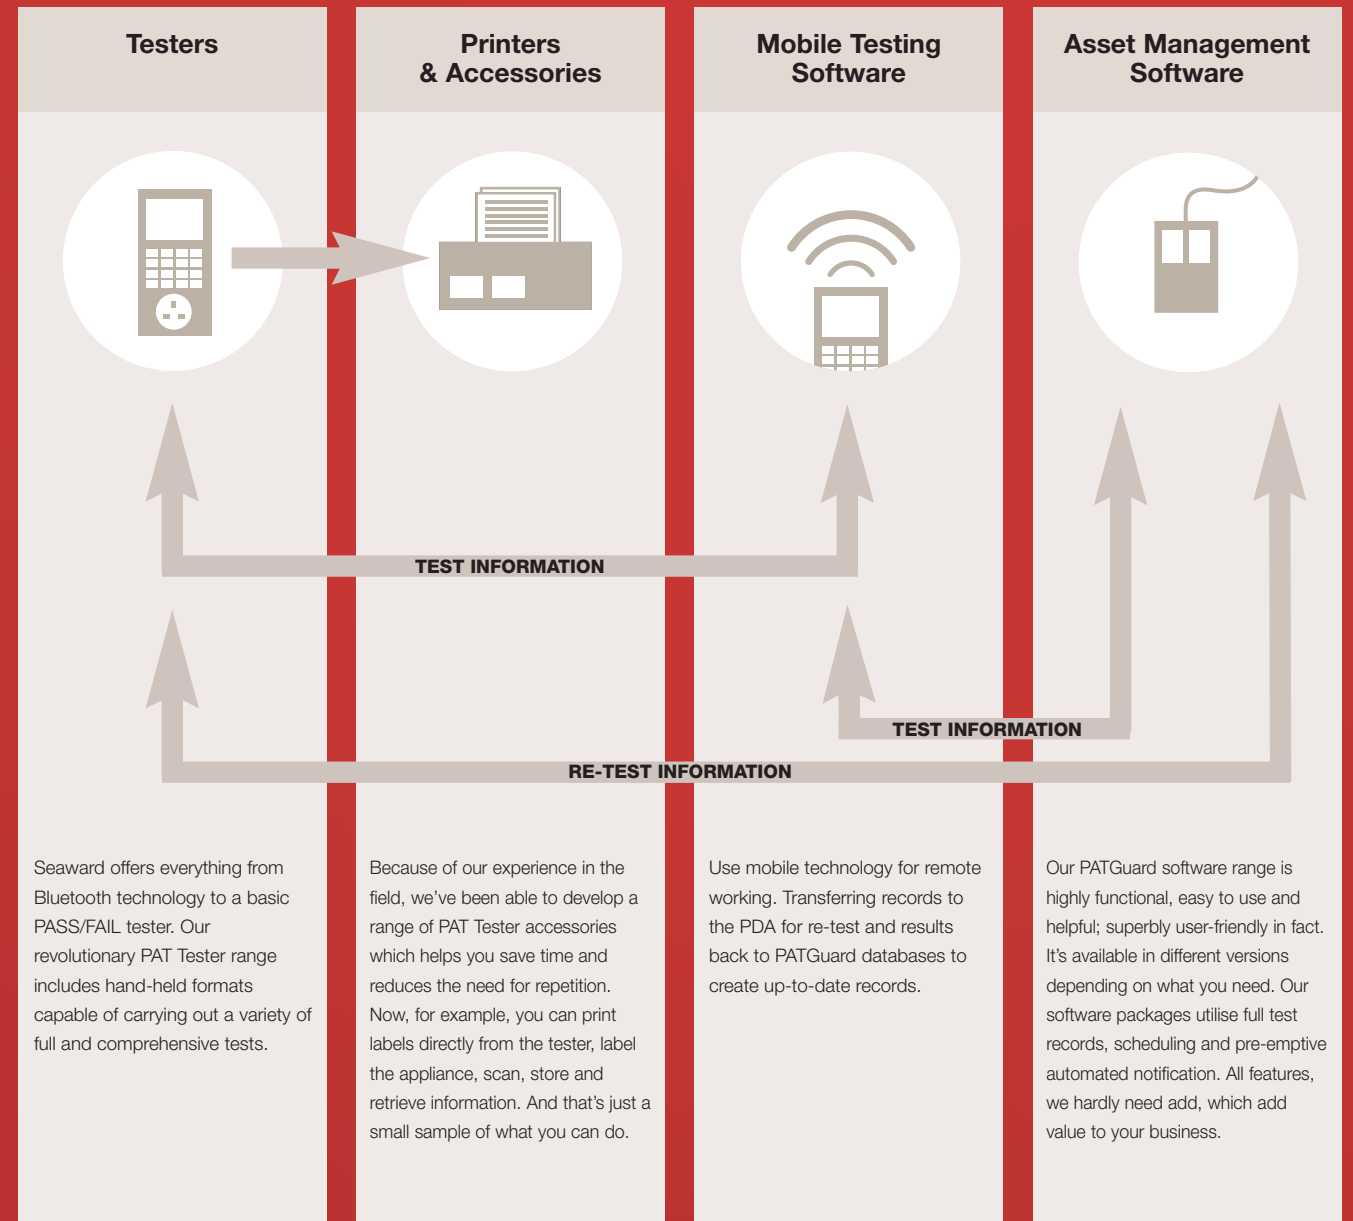 Testers
Printers
& Accessories
Mobile Testing
Software
Asset Management
Software
TEST INFORMATION
TEST INFORMATION
RE-TEST INFORMATION
Seaward offers everything from
Bluetooth technology to a basic
PASS/FAIL tester. Our
revolutionary PAT Tester range
includes hand-held formats
capable of carrying out a variety of
full and comprehensive tests.
Because of our experience in the
field, we’ve been able to develop a
range of PAT Tester accessories
which helps you save time and
reduces the need for repetition.
Now, for example, you can print
labels directly from the tester, label
the appliance, scan, store and
retrieve information. And that’s just a
small sample of what you can do.
Use mobile technology for remote
working. Transferring records to
the PDA for re-test and results
back to PATGuard databases to
create up-to-date records.
Our PATGuard software range is
highly functional, easy to use and
helpful; superbly user-friendly in fact.
It’s available in different versions
depending on what you need. Our
software packages utilise full test
records, scheduling and pre-emptive
automated notification. All features,
we hardly need add, which add
value to your business.